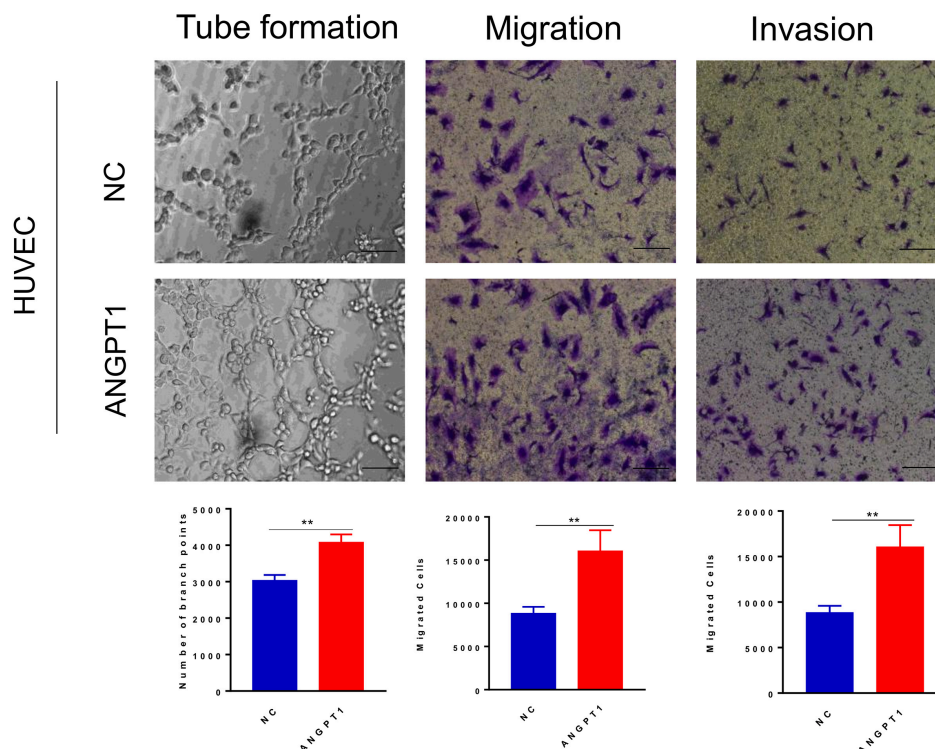 Tube formation
Migration
Invasion
HUVEC
NC
ANGPT1
Number of branch points
5000
4000
3000
2000
1000
0
**
NC
ANGPT1
Migrated Cells
20000
15000
10000
5000
0
**
NC
ANGPT1
Migrated Cells
20000
15000
10000
5000
0
**
NC
ANGPT1